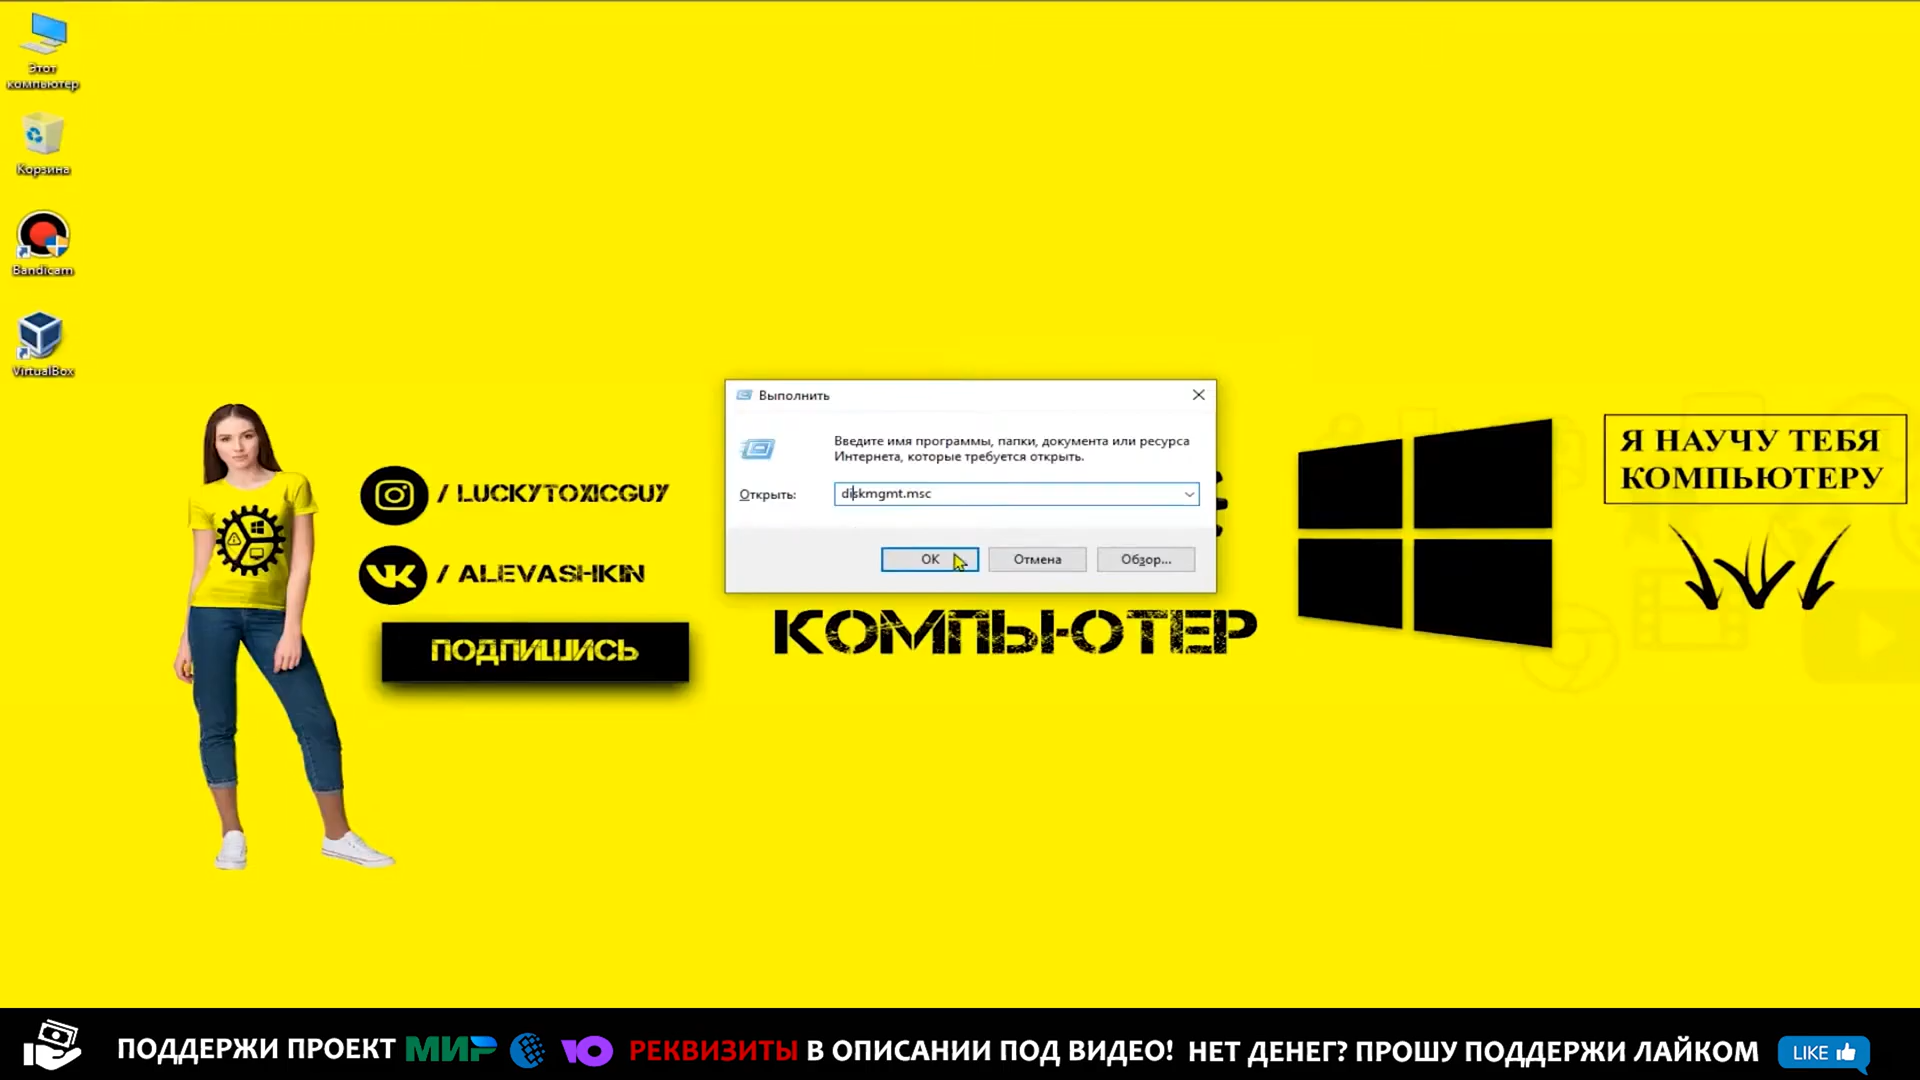 Этот
компьютер
Корзина
Bandicam
VirtualBox
/ LUCKYTOXICGUY
/ ALEVASHKIN
ПОДПИШИСЬ
Выполнить
Введите имя программы, папки, документа или ресурса
Интернета, которые требуется открыть.
Открыть: diskmgmt.msc
OK Отмена Обзор...
КОМПЬЮТЕР
Я НАУЧУ ТЕБЯ
КОМПЬЮТЕРУ
ПОДДЕРЖИ ПРОЕКТ МИР Ю РЕКВИЗИТЫ В ОПИСАНИИ ПОД ВИДЕО! НЕТ ДЕНЕГ? ПРОШУ ПОДДЕРЖИ ЛАЙКОМ LIKE